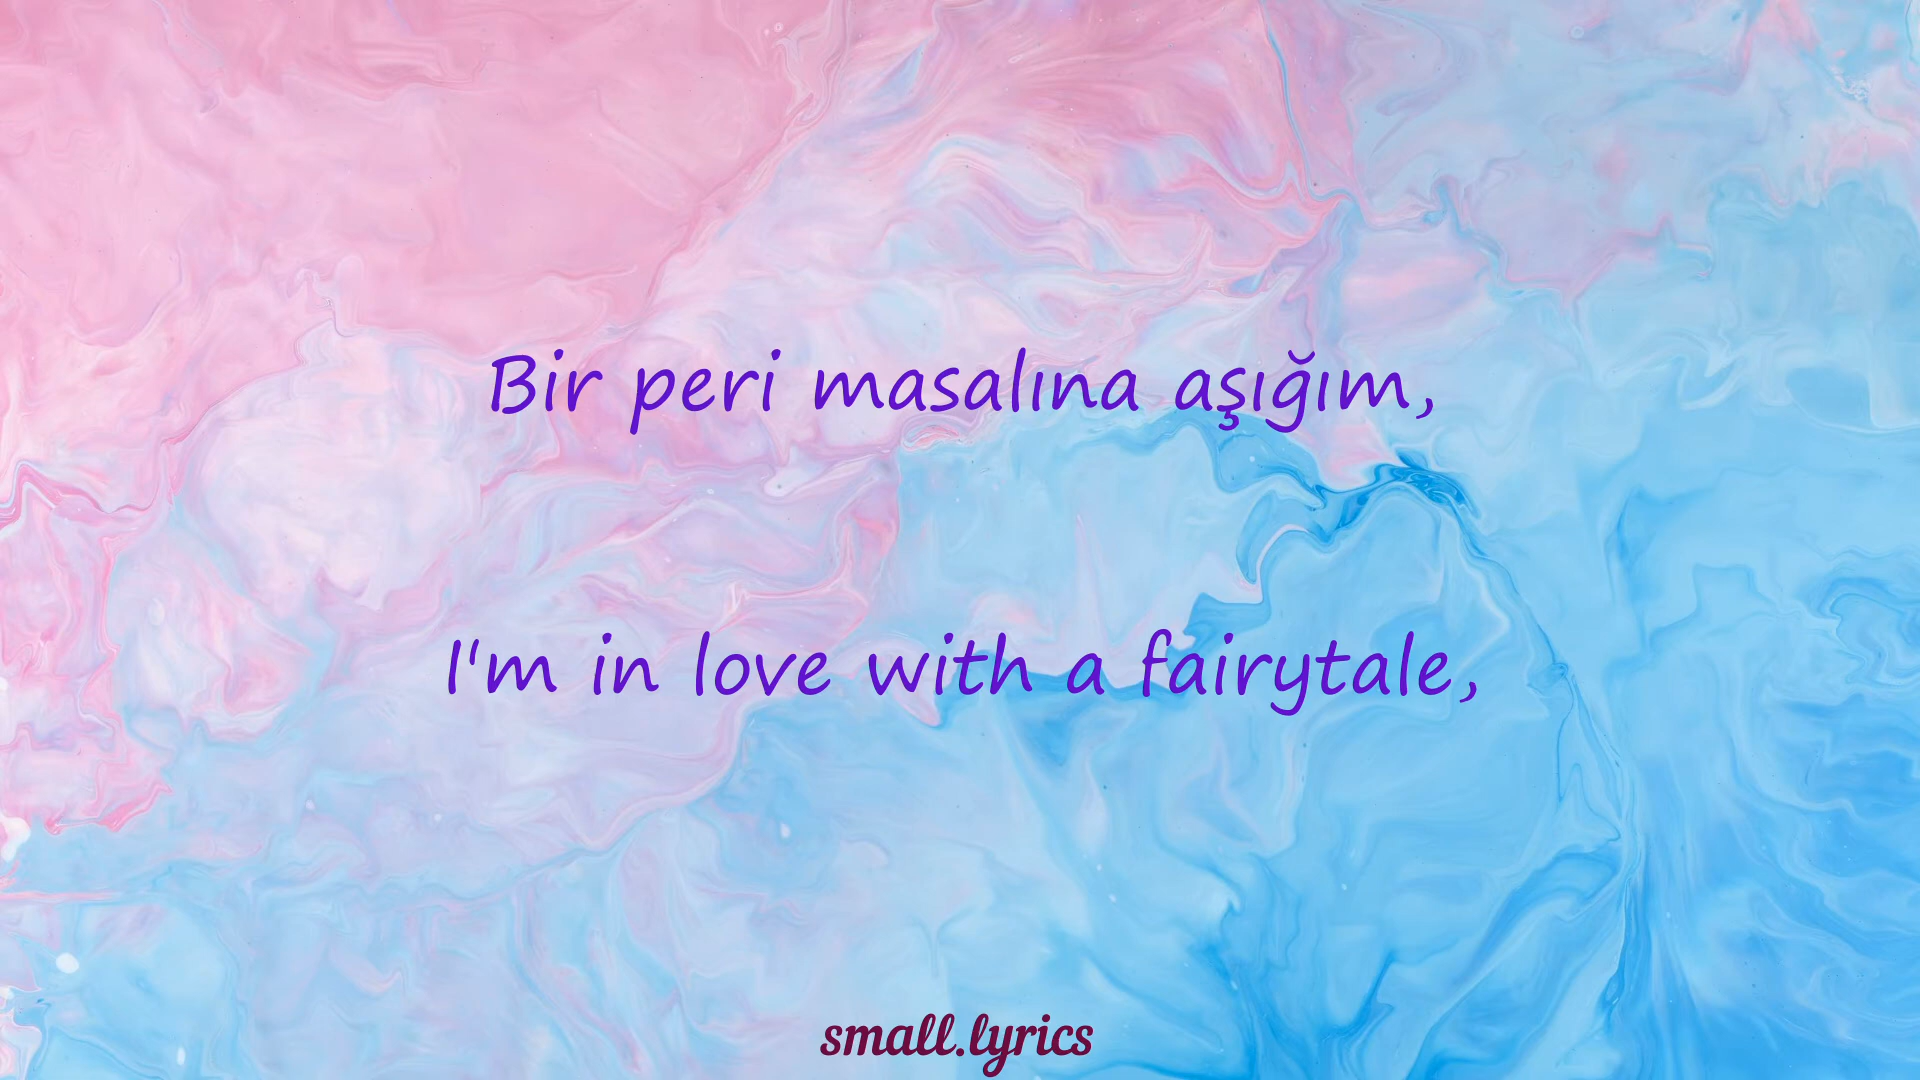 Bir peri masalına aşığım,
I'm in love with a fairytale,
small.lyrics